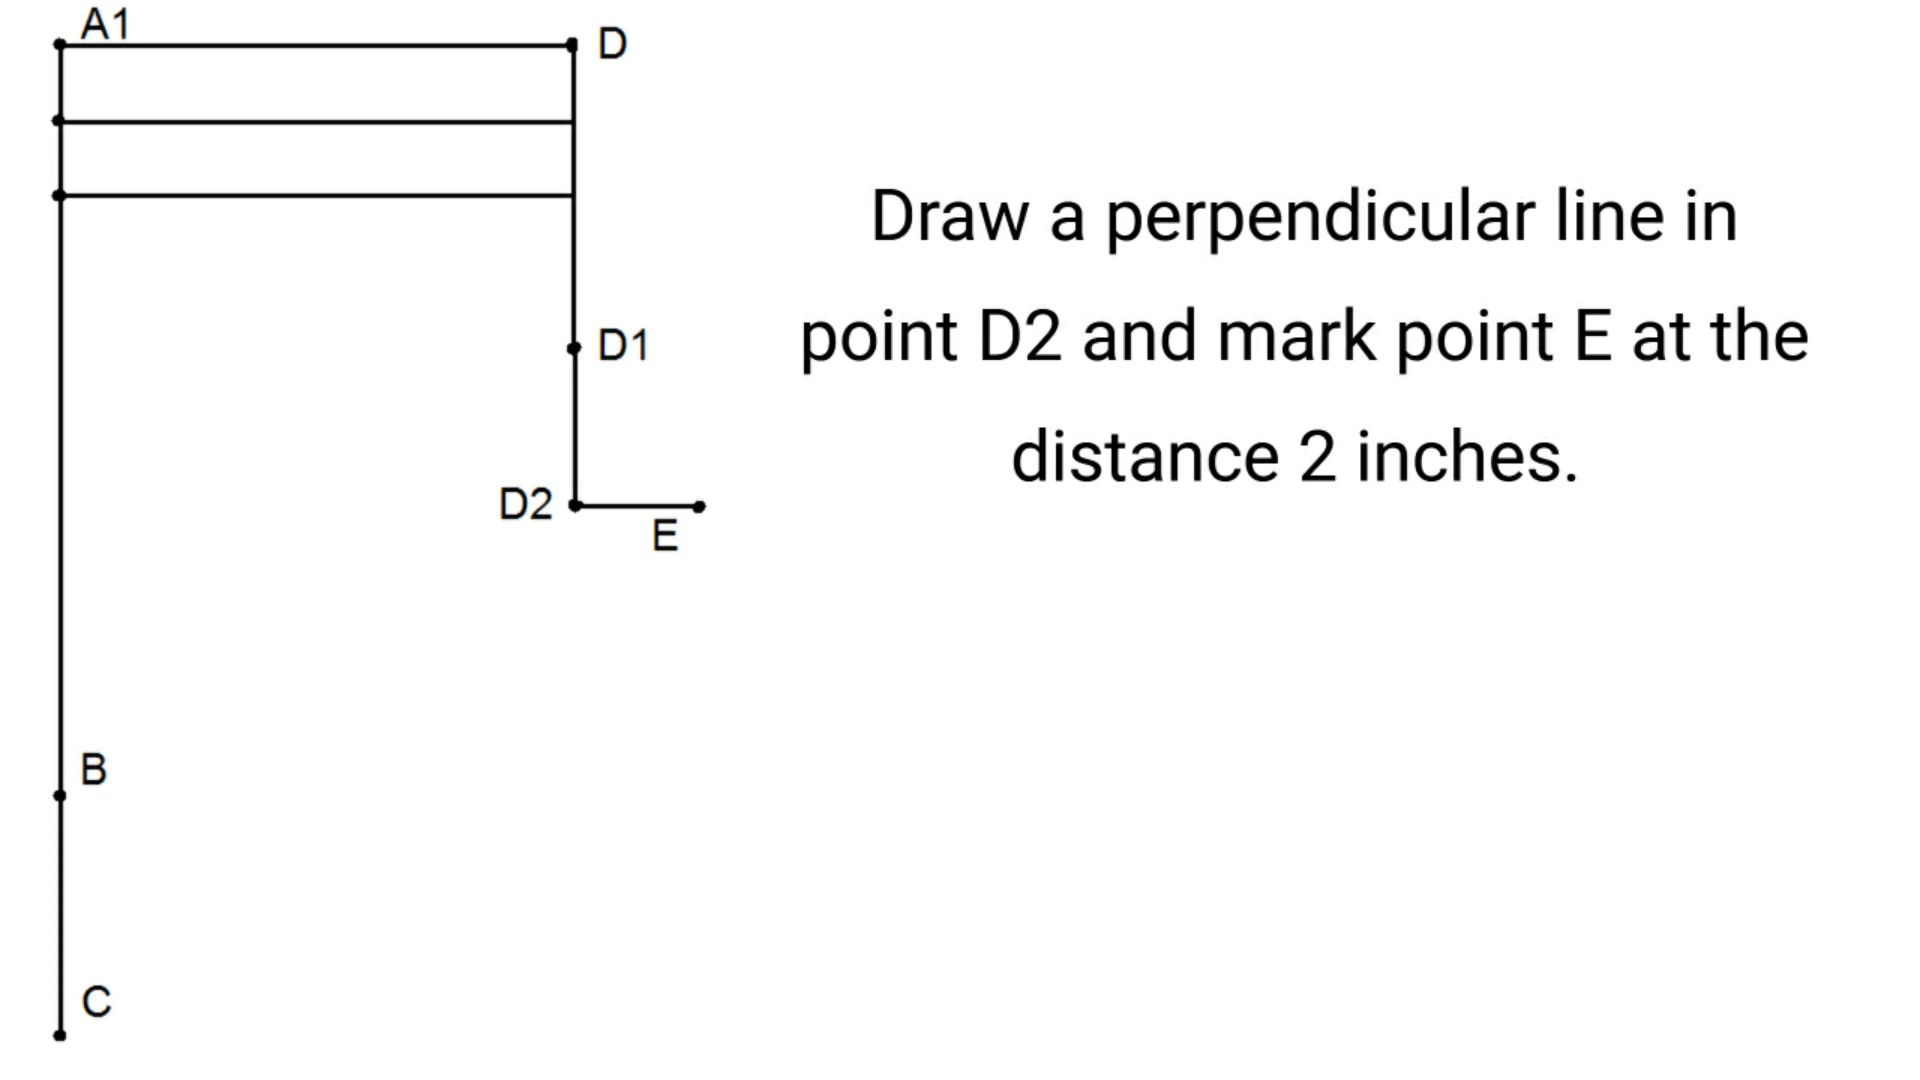 A1
D
Draw a perpendicular line in
point D2 and mark point E at the
distance 2 inches.
D1
D2
E
B
C